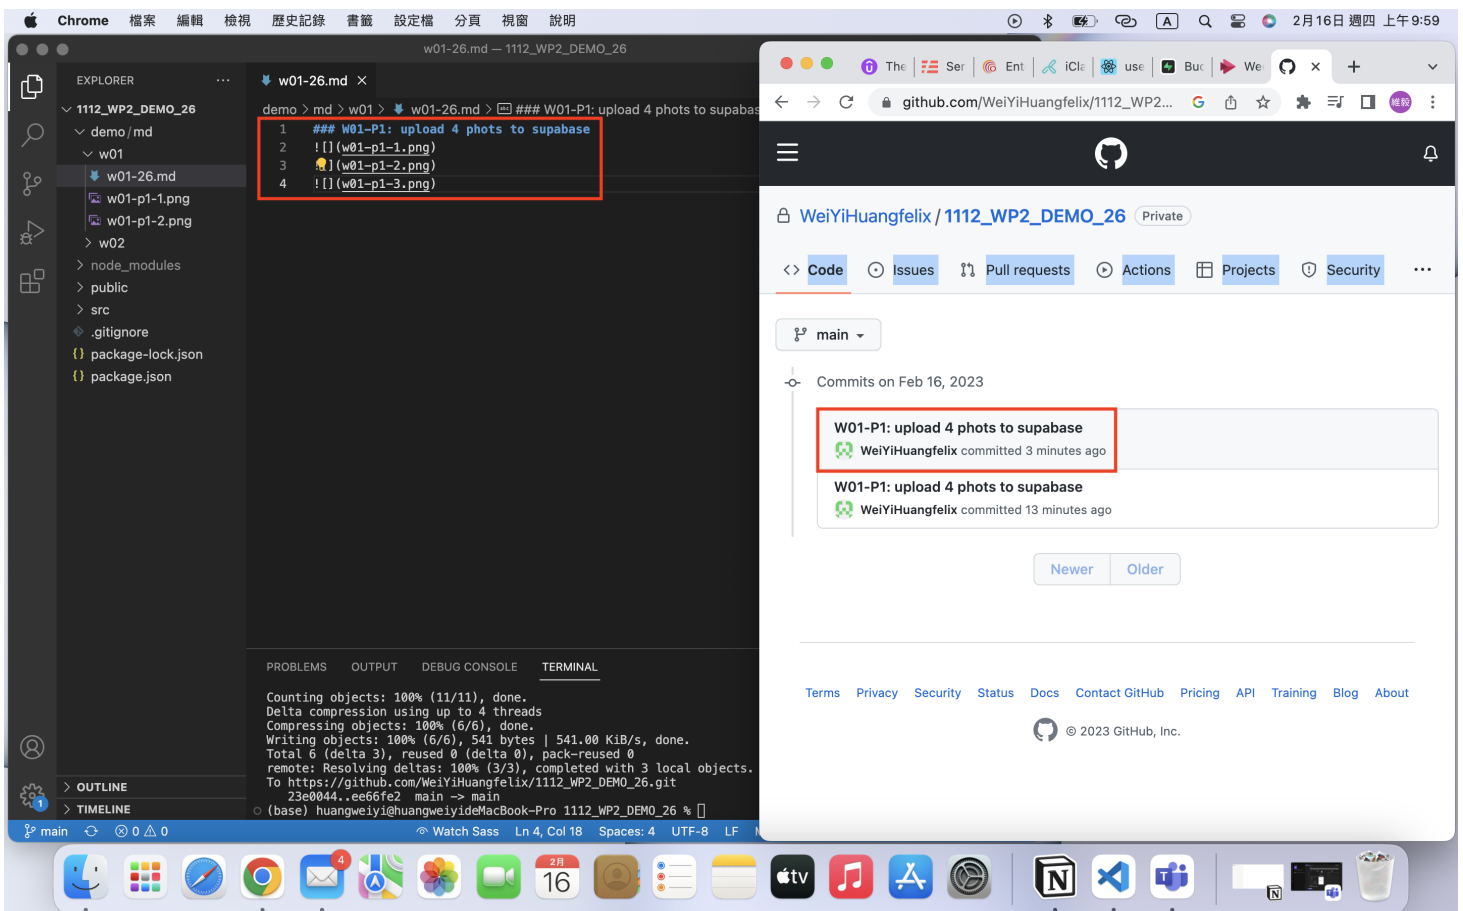 Chrome 檔案 編輯 檢視 歷史記錄 書籤 設定檔 分頁 視窗 說明 A 2月16日 週四 上午9:59
w01-26.md — 1112_WP2_DEMO_26
EXPLORER ...
1112_WP2_DEMO_26
demo/md
w01
w01-26.md
w01-p1-1.png
w01-p1-2.png
w02
node_modules
public
src
.gitignore
package-lock.json
package.json
OUTLINE
TIMELINE
w01-26.md
demo > md > w01 > w01-26.md > ### W01-P1: upload 4 phots to supabas
1 ### W01-P1: upload 4 phots to supabase
2 ![](w01-p1-1.png)
3 ](w01-p1-2.png)
4 ![](w01-p1-3.png)
PROBLEMS OUTPUT DEBUG CONSOLE TERMINAL
Counting objects: 100% (11/11), done.
Delta compression using up to 4 threads
Compressing objects: 100% (6/6), done.
Writing objects: 100% (6/6), 541 bytes | 541.00 KiB/s, done.
Total 6 (delta 3), reused 0 (delta 0), pack-reused 0
remote: Resolving deltas: 100% (3/3), completed with 3 local objects.
To https://github.com/WeiYiHuangfelix/1112_WP2_DEMO_26.git
23e0044..ee66fe2 main -> main
(base) huangweiyi@huangweiyideMacBook-Pro 1112_WP2_DEMO_26 %
1
main 0 0 Watch Sass Ln 4, Col 18 Spaces: 4 UTF-8 LF
The Ser Ent iCla use Buc We
github.com/WeiYiHuangfelix/1112_WP2...
WeiYiHuangfelix / 1112_WP2_DEMO_26 Private
Code Issues Pull requests Actions Projects Security ...
main
Commits on Feb 16, 2023
W01-P1: upload 4 phots to supabase
WeiYiHuangfelix committed 3 minutes ago
W01-P1: upload 4 phots to supabase
WeiYiHuangfelix committed 13 minutes ago
Newer Older
Terms Privacy Security Status Docs Contact GitHub Pricing API Training Blog About
© 2023 GitHub, Inc.
4
2月
16
tv